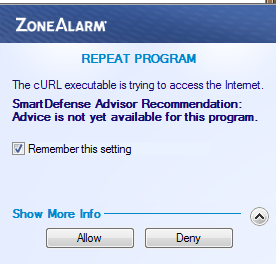 ZONEALARM
REPEAT PROGRAM
The cURL executable is trying to access the Internet.
SmartDefense Advisor Recommendation:
Advice is not yet available for this program.
Remember this setting
Show More Info
Allow Deny